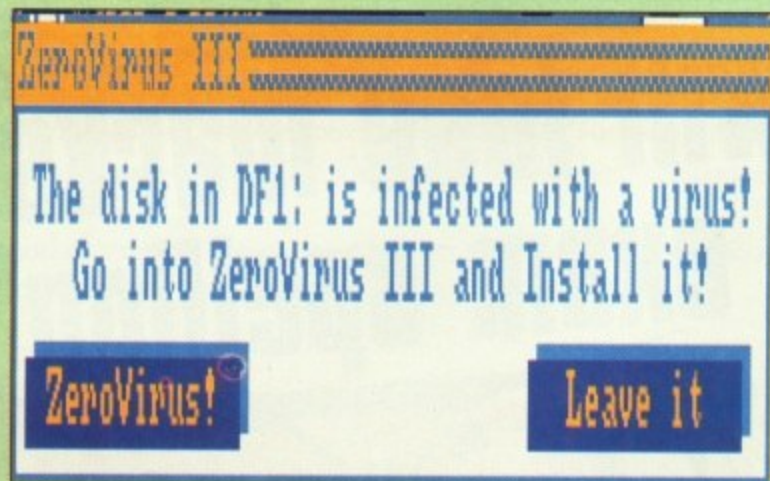 ZeroVirus III
The disk in DF1: is infected with a virus!
Go into ZeroVirus III and Install it!
ZeroVirus!
Leave it